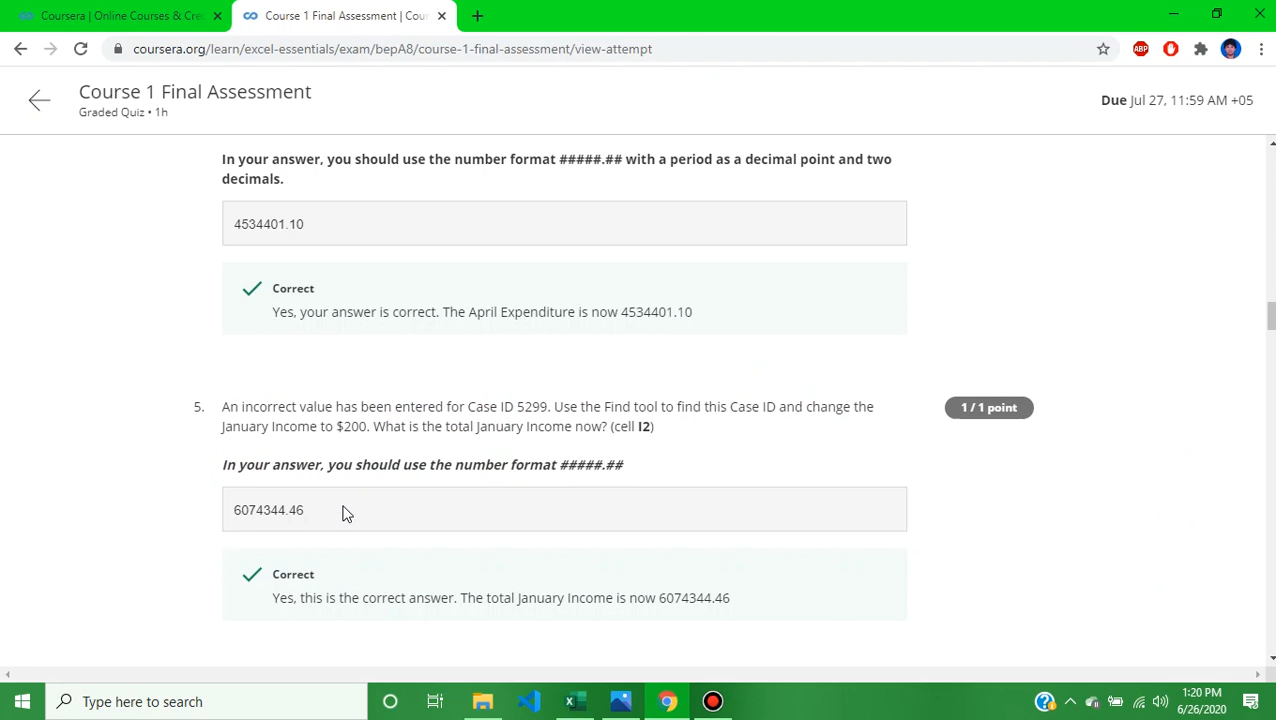 Coursera | Online Courses & Cre
Course 1 Final Assessment | Cou
coursera.org/learn/excel-essentials/exam/bepA8/course-1-final-assessment/view-attempt
ABP
Course 1 Final Assessment
Graded Quiz • 1h
Due Jul 27, 11:59 AM +05
In your answer, you should use the number format #####.## with a period as a decimal point and two
decimals.
4534401.10
Correct
Yes, your answer is correct. The April Expenditure is now 4534401.10
5. An incorrect value has been entered for Case ID 5299. Use the Find tool to find this Case ID and change the
1 / 1 point
January Income to $200. What is the total January Income now? (cell I2)
In your answer, you should use the number format #####.##
6074344.46
Correct
Yes, this is the correct answer. The total January Income is now 6074344.46
Type here to search
1:20 PM
6/26/2020